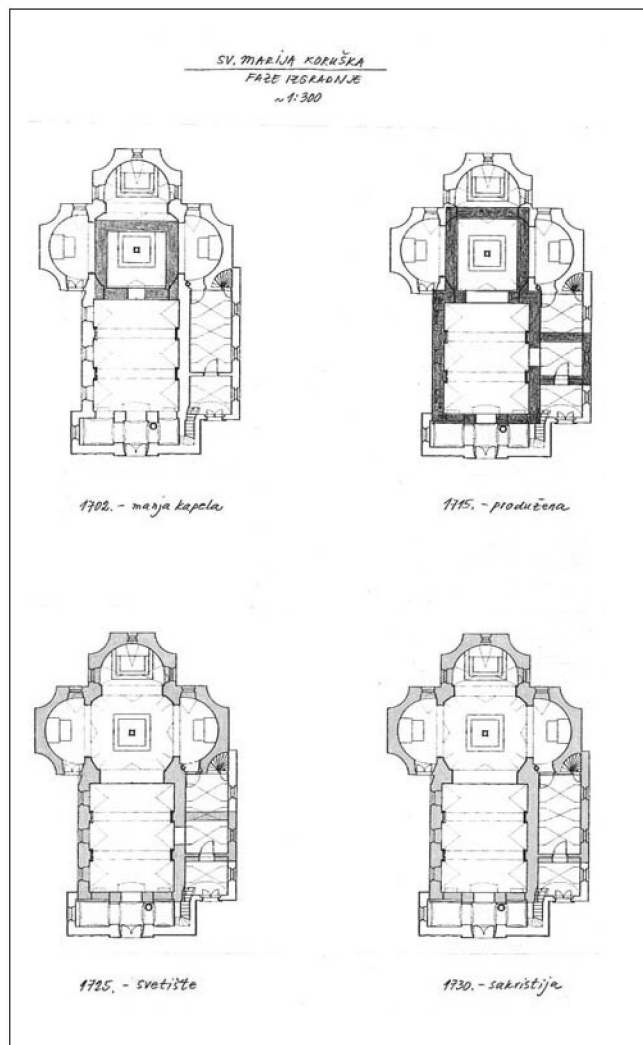 SV. MARIJA KORUŠKA
FAZE IZGRADNJE
~1:300
1702. - manja kapela
1715. - produžena
1725. - svetište
1730. - sakristija